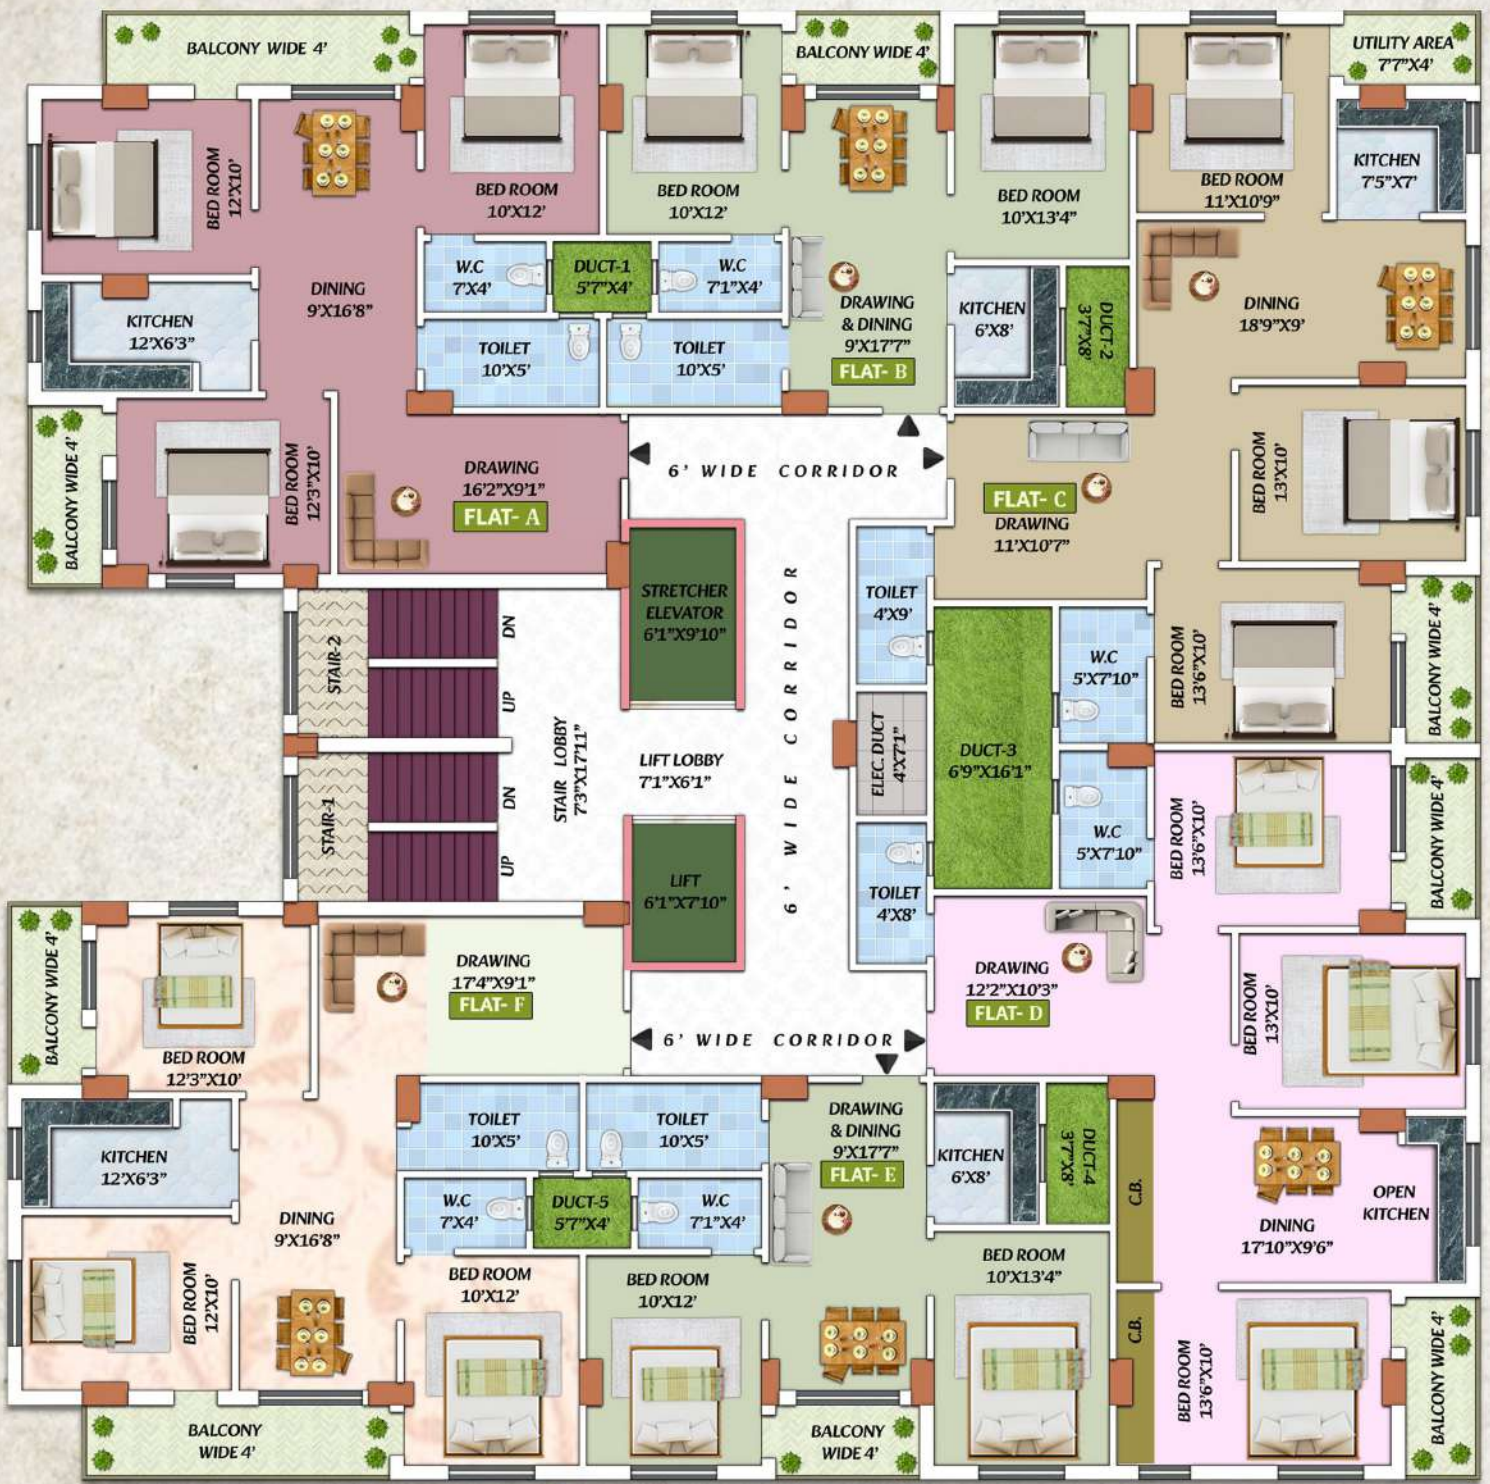 BALCONY WIDE 4'
BED ROOM
12'X10'
BED ROOM
10'X12'
DINING
9'X16'8"
KITCHEN
12'X6'3"
W.C
7'X4'
DUCT-1
5'7"X4'
TOILET
10'X5'
BALCONY WIDE 4'
BED ROOM
12'3"X10'
DRAWING
16'2"X9'1"
FLAT- A
BED ROOM
10'X12'
BALCONY WIDE 4'
BED ROOM
10'X13'4"
W.C
7'1"X4'
TOILET
10'X5'
DRAWING
& DINING
9'X17'7"
FLAT- B
KITCHEN
6'X8'
DUCT-2
3'7"X8'
BED ROOM
11'X10'9"
UTILITY AREA
7'7"X4'
KITCHEN
7'5"X7'
DINING
18'9"X9'
BED ROOM
13'X10'
FLAT- C
DRAWING
11'X10'7"
BED ROOM
13'6"X10'
BALCONY WIDE 4'
TOILET
4'X9'
W.C
5'X7'10"
6' WIDE CORRIDOR
6' WIDE CORRIDOR
6' WIDE CORRIDOR
STRETCHER
ELEVATOR
6'1"X9'10"
LIFT LOBBY
7'1"X6'1"
LIFT
6'1"X7'10"
STAIR LOBBY
7'3"X17'11"
STAIR-2
DN
UP
STAIR-1
DN
UP
ELEC. DUCT
4'X7'1"
DUCT-3
6'9"X16'1"
W.C
5'X7'10"
TOILET
4'X8'
BED ROOM
13'6"X10'
BALCONY WIDE 4'
DRAWING
12'2"X10'3"
FLAT- D
BED ROOM
13'X10'
DUCT-4
3'7"X8'
C.B.
OPEN
KITCHEN
DINING
17'10"X9'6"
C.B.
BED ROOM
13'6"X10'
BALCONY WIDE 4'
6' WIDE CORRIDOR
DRAWING
& DINING
9'X17'7"
FLAT- E
KITCHEN
6'X8'
TOILET
10'X5'
W.C
7'1"X4'
BED ROOM
10'X12'
BED ROOM
10'X13'4"
BALCONY
WIDE 4'
DRAWING
17'4"X9'1"
FLAT- F
BALCONY WIDE 4'
BED ROOM
12'3"X10'
KITCHEN
12'X6'3"
TOILET
10'X5'
W.C
7'X4'
DUCT-5
5'7"X4'
DINING
9'X16'8"
BED ROOM
12'X10'
BED ROOM
10'X12'
BALCONY
WIDE 4'